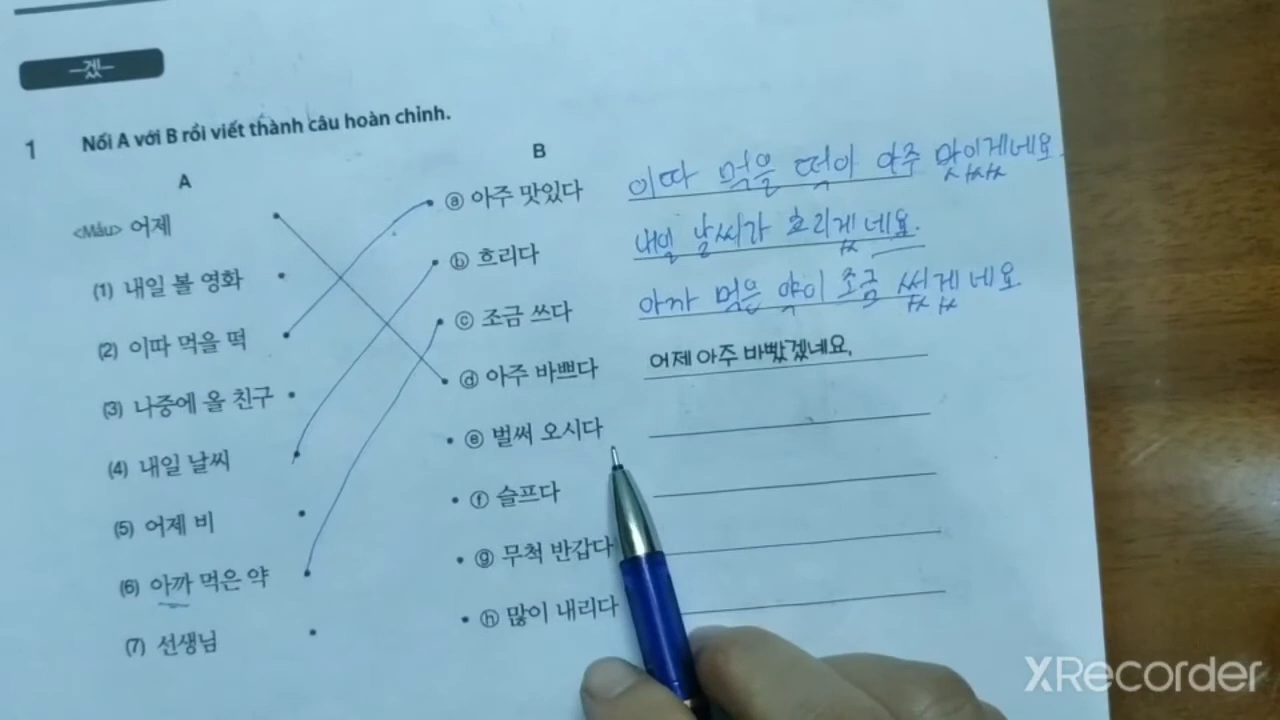 -겠-
1 Nối A với B rồi viết thành câu hoàn chỉnh.
A
B
<Mẫu> 어제
(1) 내일 볼 영화
(2) 이따 먹을 떡
(3) 나중에 올 친구
(4) 내일 날씨
(5) 어제 비
(6) 아까 먹은 약
(7) 선생님
ⓐ 아주 맛있다
ⓑ 흐리다
ⓒ 조금 쓰다
ⓓ 아주 바쁘다
ⓔ 벌써 오시다
ⓕ 슬프다
ⓖ 무척 반갑다
ⓗ 많이 내리다
이따 먹을 떡이 아주
내일 날씨가 흐리겠네요.
아까 먹은 약이 조금 썼겠네요
어제 아주 바빴겠네요.
XRecorder